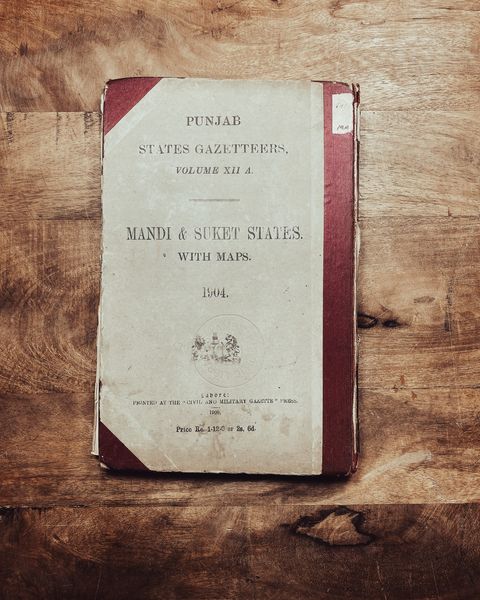 PUNJAB
STATES GAZETTEERS,
VOLUME XII A.
MANDI & SUKET STATES.
WITH MAPS.
1904.
Lahore:
PRINTED AT THE "CIVIL AND MILITARY GAZETTE" PRESS.
Price Rs. 1-12-0 or 2s. 6d.